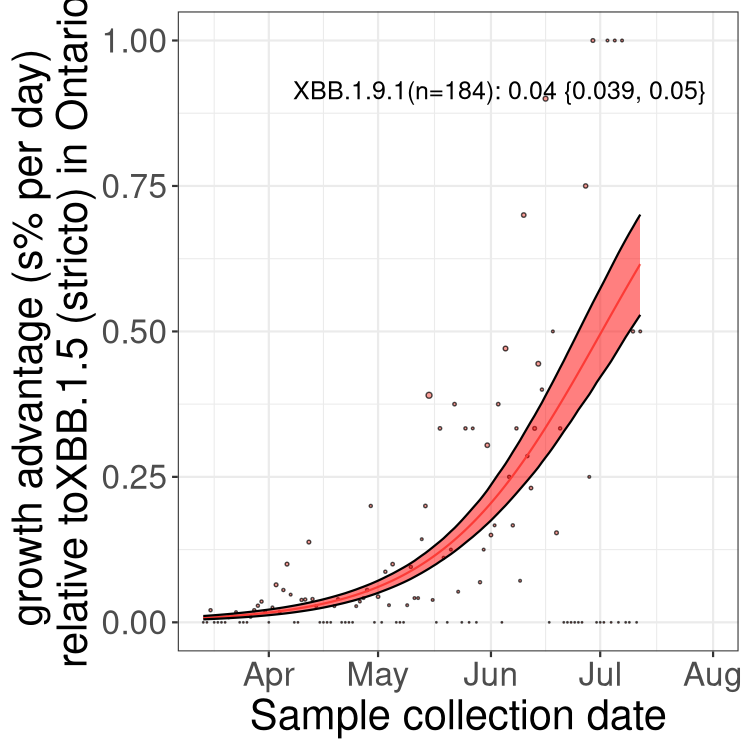 growth advantage (s% per day)
relative toXBB.1.5 (stricto) in Ontario
1.00
0.75
0.50
0.25
0.00
XBB.1.9.1(n=184): 0.04 {0.039, 0.05}
Apr May Jun Jul Aug
Sample collection date